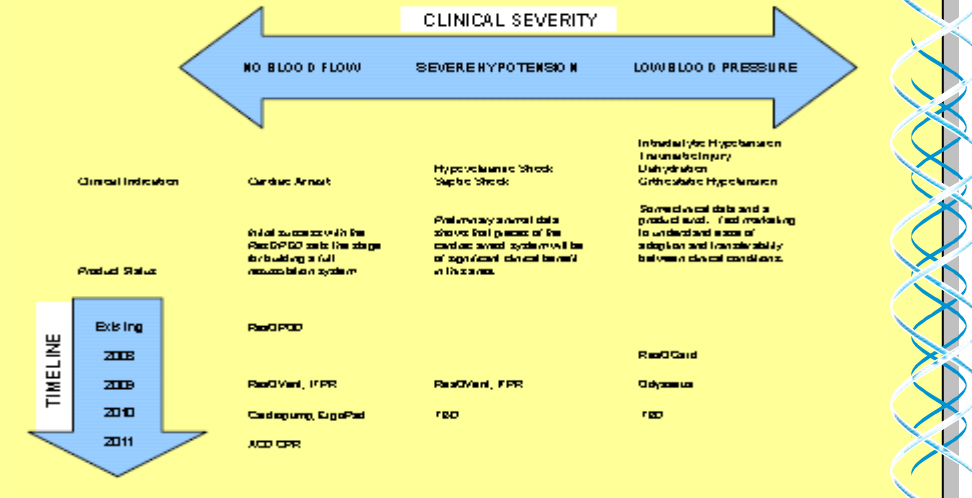 CLINICAL SEVERITY
NO BLOOD FLOW
SEVERE HYPOTENSION
LOW BLOOD PRESSURE
Clinical Indication
Cardiac Arrest
Hypovolaemic Shock
Septic Shock
Intradialytic Hypotension
Traumatic Injury
Dehydration
Orthostatic Hypotension
Product Status
Initial success with the
ResQPOD sets the stage
for building a full
resuscitation system
Preliminary animal data
shows that pieces of the
cardiac arrest system will be
of significant clinical benefit
in this area.
Some clinical data and a
product exist. Test marketing
to understand ease of
adoption and transferability
between clinical conditions.
TIMELINE
Existing
ResQPOD
2008
ResQGard
2009
ResQVent, ITPR
ResQVent,
Odysseus
2010
Cardiopump, ErgoPad
TBD
TBD
2011
ACD CPR